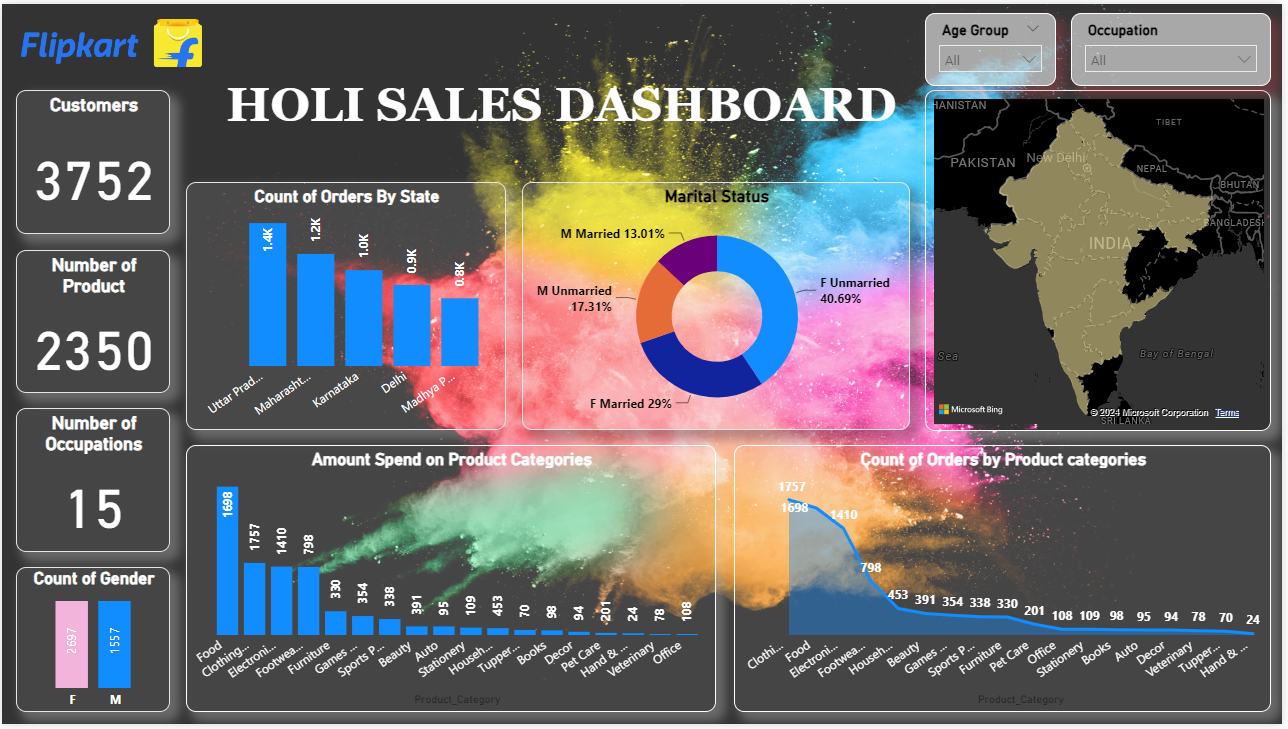 Flipkart
HOLI SALES DASHBOARD
Age Group
All
Occupation
All
Customers
3752
Number of
Product
2350
Number of
Occupations
15
Count of Gender
2697
1557
F
M
Count of Orders By State
1.4K
1.2K
1.0K
0.9K
0.8K
Uttar Prad...
Maharasht...
Karnataka
Delhi
Madhya P...
Marital Status
M Married 13.01%
M Unmarried
17.31%
F Unmarried
40.69%
F Married 29%
HANISTAN
TIBET
PAKISTAN
New Delhi
NEPAL
BHUTAN
BANGLADESH
INDIA
Sea
Bay of Bengal
Microsoft Bing
© 2024 Microsoft Corporation Terms
SRI LANKA
Amount Spend on Product Categories
1698
1757
1410
798
330
354
338
391
95
109
453
70
98
94
201
24
78
108
Food
Clothing...
Electroni...
Footwea...
Furniture
Games ...
Sports P...
Beauty
Auto
Stationery
Househ...
Tupper...
Books
Decor
Pet Care
Hand & ...
Veterinary
Office
Product_Category
Count of Orders by Product categories
1757
1698
1410
798
453
391
354
338
330
201
108
109
98
95
94
78
70
24
Clothi...
Food
Electroni...
Footwea...
Househ...
Beauty
Games ...
Sports P...
Furniture
Pet Care
Office
Stationery
Books
Auto
Decor
Veterinary
Tupper...
Hand & ...
Product_Category